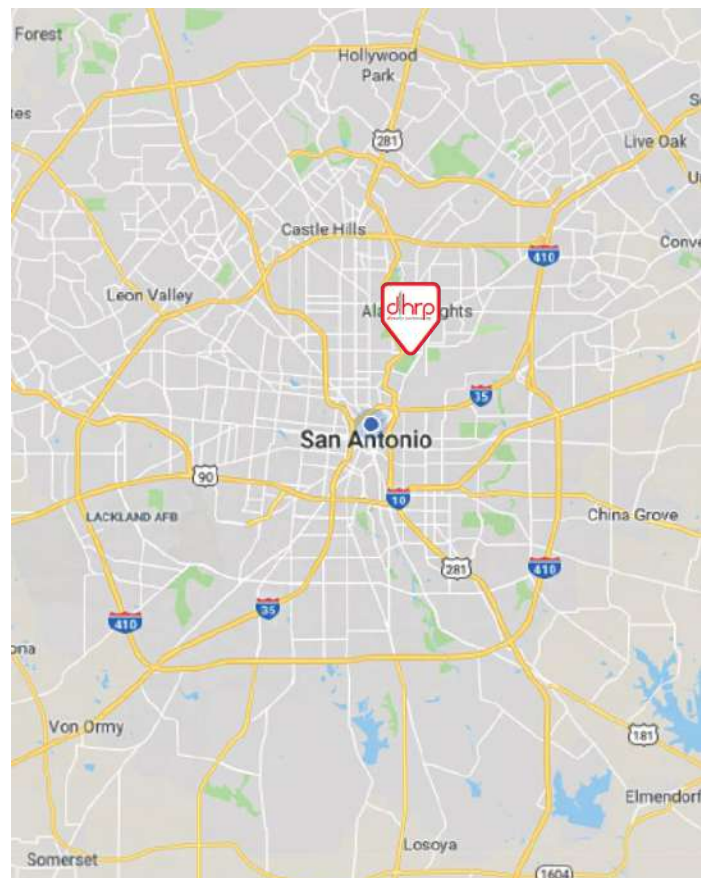 Forest
Hollywood
Park
281
Live Oak
Castle Hills
410
Leon Valley
dhrp
35
San Antonio
90
10
LACKLAND AFB
China Grove
281
410
35
410
Von Ormy
181
Elmendorf
Losoya
Somerset
1604